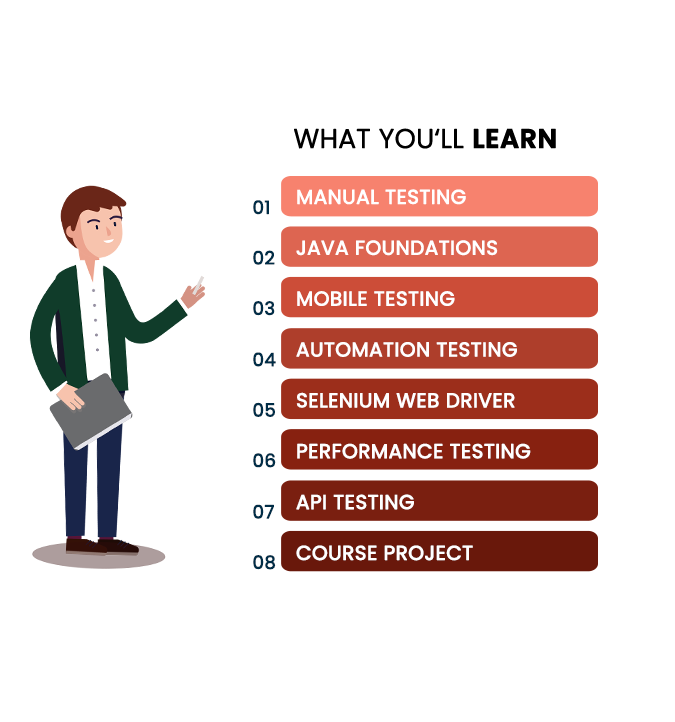 WHAT YOU‘LL LEARN
01 MANUAL TESTING
02 JAVA FOUNDATIONS
03 MOBILE TESTING
04 AUTOMATION TESTING
05 SELENIUM WEB DRIVER
06 PERFORMANCE TESTING
07 API TESTING
08 COURSE PROJECT